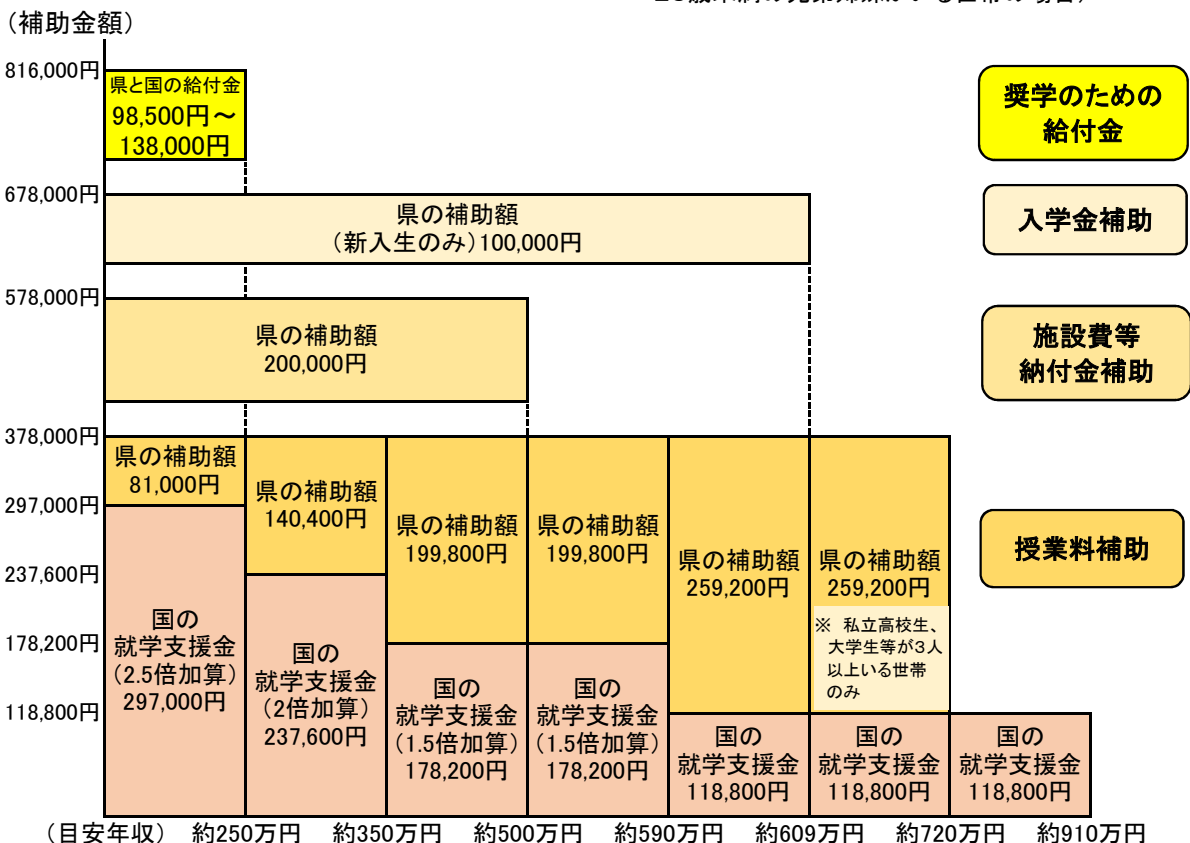 (補助金額)
816,000円
県と国の給付金
98,500円～
138,000円
奨学のための
給付金
678,000円
県の補助額
(新入生のみ)100,000円
入学金補助
578,000円
県の補助額
200,000円
施設費等
納付金補助
378,000円
297,000円
237,600円
178,200円
118,800円
県の補助額
81,000円
国の
就学支援金
(2.5倍加算)
297,000円
県の補助額
140,400円
国の
就学支援金
(2倍加算)
237,600円
県の補助額
199,800円
国の
就学支援金
(1.5倍加算)
178,200円
県の補助額
199,800円
国の
就学支援金
(1.5倍加算)
178,200円
県の補助額
259,200円
国の
就学支援金
118,800円
県の補助額
259,200円
※ 私立高校生、
大学生等が3人
以上いる世帯
のみ
国の
就学支援金
118,800円
国の
就学支援金
118,800円
授業料補助
(目安年収) 約250万円 約350万円 約500万円 約590万円 約609万円 約720万円 約910万円